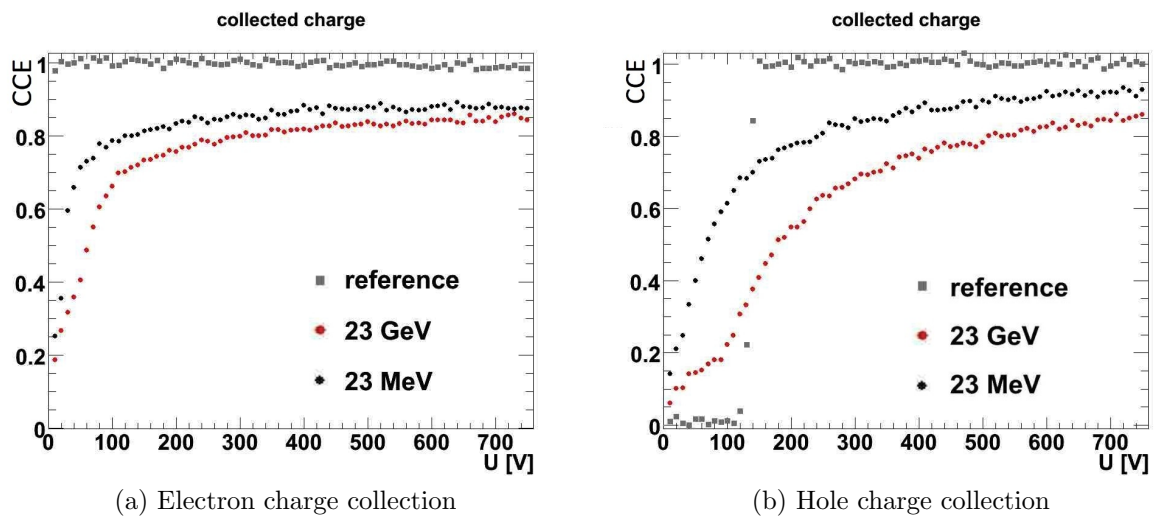 collected charge
CCE
1
0.8
0.6
0.4
0.2
0
0 100 200 300 400 500 600 700
U [V]
reference
23 GeV
23 MeV
(a) Electron charge collection
collected charge
CCE
1
0.8
0.6
0.4
0.2
0
0 100 200 300 400 500 600 700
U [V]
reference
23 GeV
23 MeV
(b) Hole charge collection